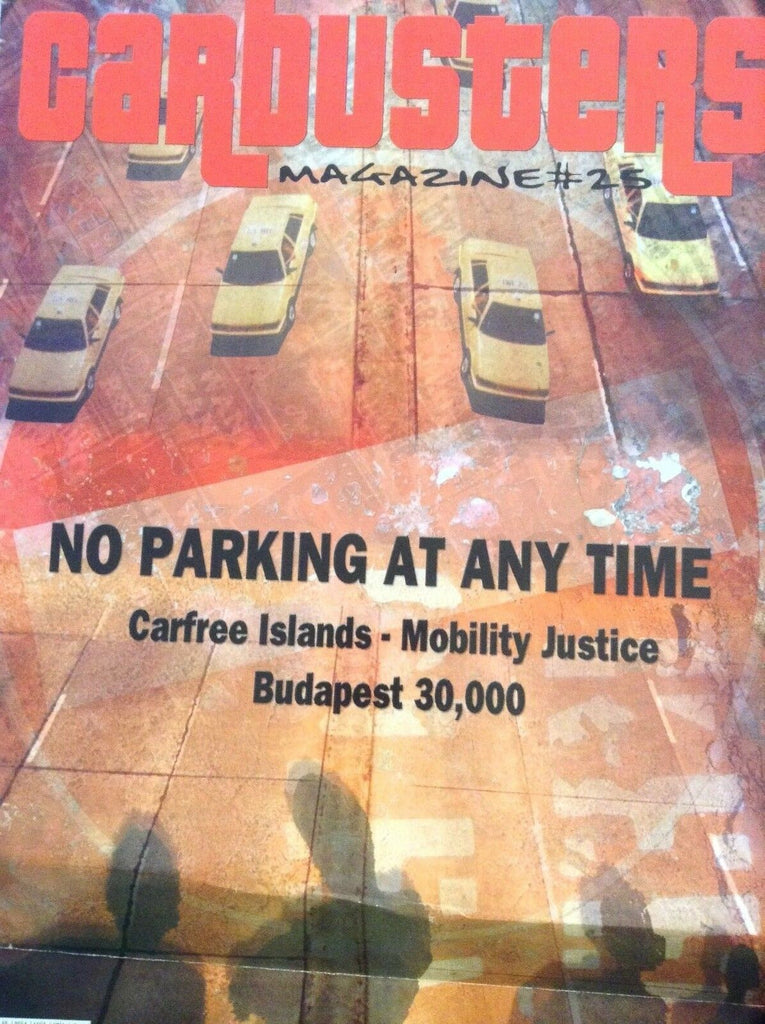 carbusters
MAGAZINE#25
NO PARKING AT ANY TIME
Carfree Islands - Mobility Justice
Budapest 30,000